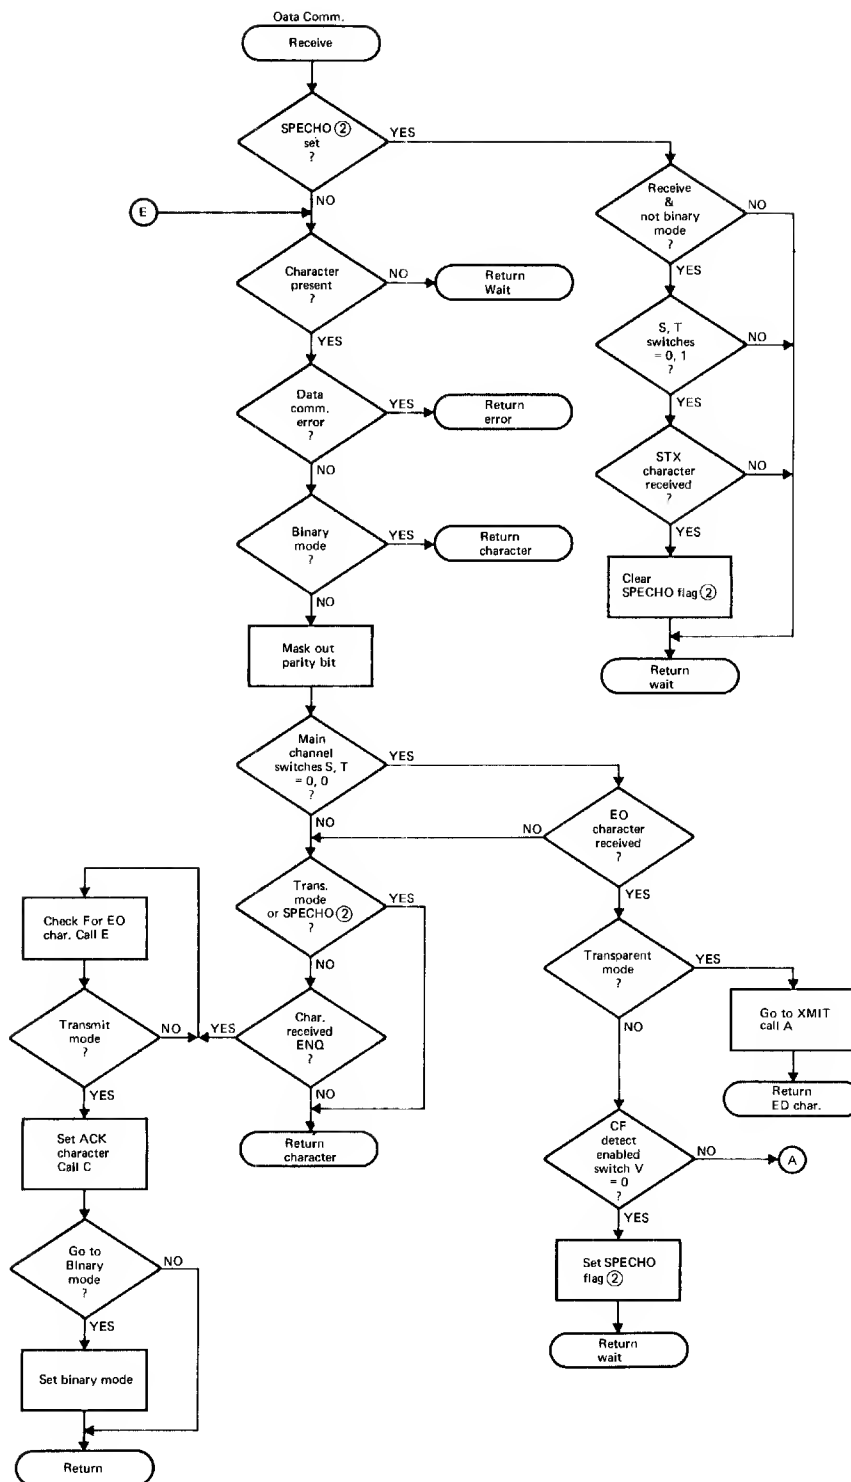 Data Comm.
Receive
SPECHO ②
set
?
YES
NO
E
Receive
&
not binary
mode
?
NO
YES
Character
present
?
NO
Return
Wait
YES
S, T
switches
= 0, 1
?
NO
YES
Data
comm.
error
?
YES
Return
error
NO
STX
character
received
?
NO
YES
Binary
mode
?
YES
Return
character
NO
Clear
SPECHO flag ②
Return
wait
Mask out
parity bit
Main
channel
switches S, T
= 0, 0
?
YES
NO
EO
character
received
?
NO
YES
Trans.
mode
or SPECHO ②
?
YES
NO
Check For EO
char. Call E
Transparent
mode
?
YES
NO
Go to XMIT
call A
Return
ED char.
Transmit
mode
?
NO
YES
Char.
received
ENQ
?
YES
NO
Return
character
Set ACK
character
Call C
CF
detect
enabled
switch V
= 0
?
NO
A
YES
Go to
Binary
mode
?
NO
YES
Set SPECHO
flag ②
Return
wait
Set binary mode
Return